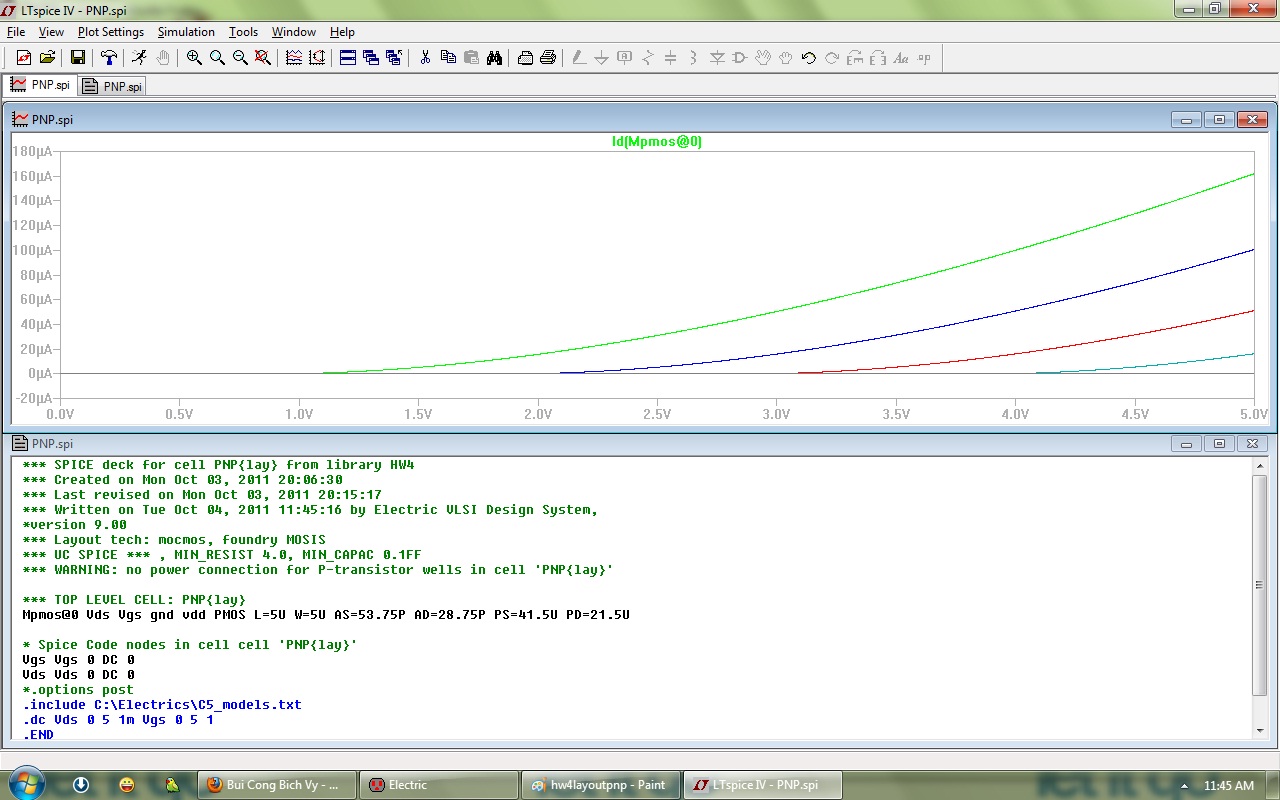 LTspice IV - PNP.spi
File View Plot Settings Simulation Tools Window Help
PNP.spi PNP.spi
PNP.spi
Id(Mpmos@0)
180µA
160µA
140µA
120µA
100µA
80µA
60µA
40µA
20µA
0µA
-20µA
0.0V 0.5V 1.0V 1.5V 2.0V 2.5V 3.0V 3.5V 4.0V 4.5V 5.0V
PNP.spi
*** SPICE deck for cell PNP{lay} from library HW4
*** Created on Mon Oct 03, 2011 20:06:30
*** Last revised on Mon Oct 03, 2011 20:15:17
*** Written on Tue Oct 04, 2011 11:45:16 by Electric VLSI Design System,
*version 9.00
*** Layout tech: mocmos, foundry MOSIS
*** UC SPICE *** , MIN_RESIST 4.0, MIN_CAPAC 0.1FF
*** WARNING: no power connection for P-transistor wells in cell 'PNP{lay}'
*** TOP LEVEL CELL: PNP{lay}
Mpmos@0 Vds Vgs gnd vdd PMOS L=5U W=5U AS=53.75P AD=28.75P PS=41.5U PD=21.5U
* Spice Code nodes in cell cell 'PNP{lay}'
Vgs Vgs 0 DC 0
Vds Vds 0 DC 0
*.options post
.include C:\Electrics\C5_models.txt
.dc Vds 0 5 1m Vgs 0 5 1
.END
Bui Cong Bich Vy - ... Electric hw4layoutpnp - Paint LTspice IV - PNP.spi 11:45 AM